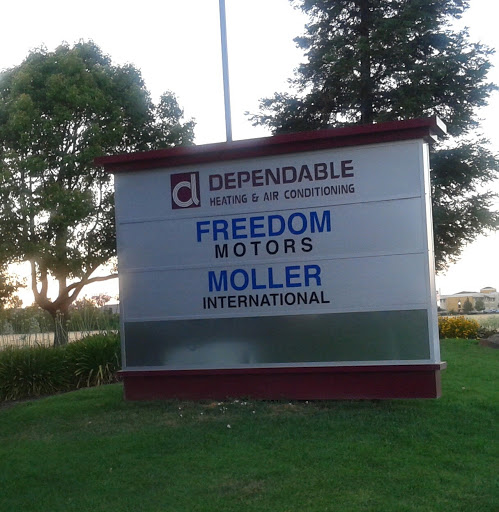 d DEPENDABLE
HEATING & AIR CONDITIONING
FREEDOM
MOTORS
MOLLER
INTERNATIONAL